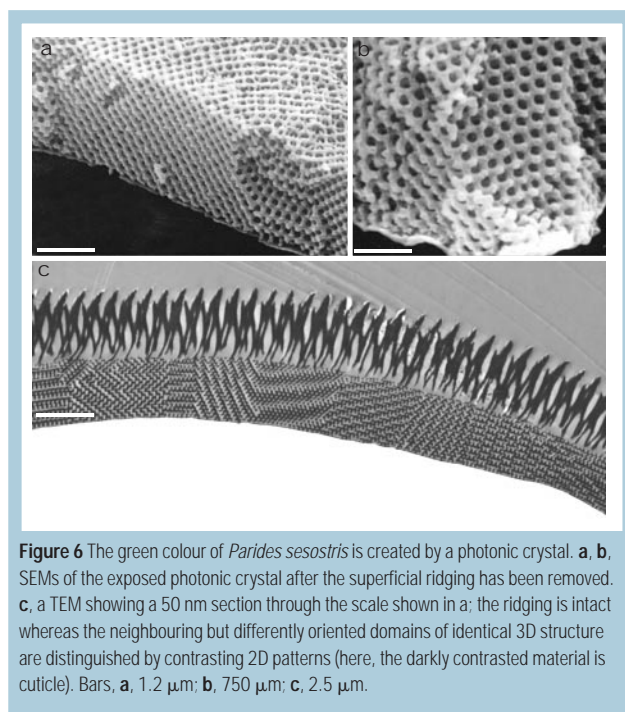 a
b
c
Figure 6 The green colour of Parides sesostris is created by a photonic crystal. a, b,
SEMs of the exposed photonic crystal after the superficial ridging has been removed.
c, a TEM showing a 50 nm section through the scale shown in a; the ridging is intact
whereas the neighbouring but differently oriented domains of identical 3D structure
are distinguished by contrasting 2D patterns (here, the darkly contrasted material is
cuticle). Bars, a, 1.2 μm; b, 750 μm; c, 2.5 μm.